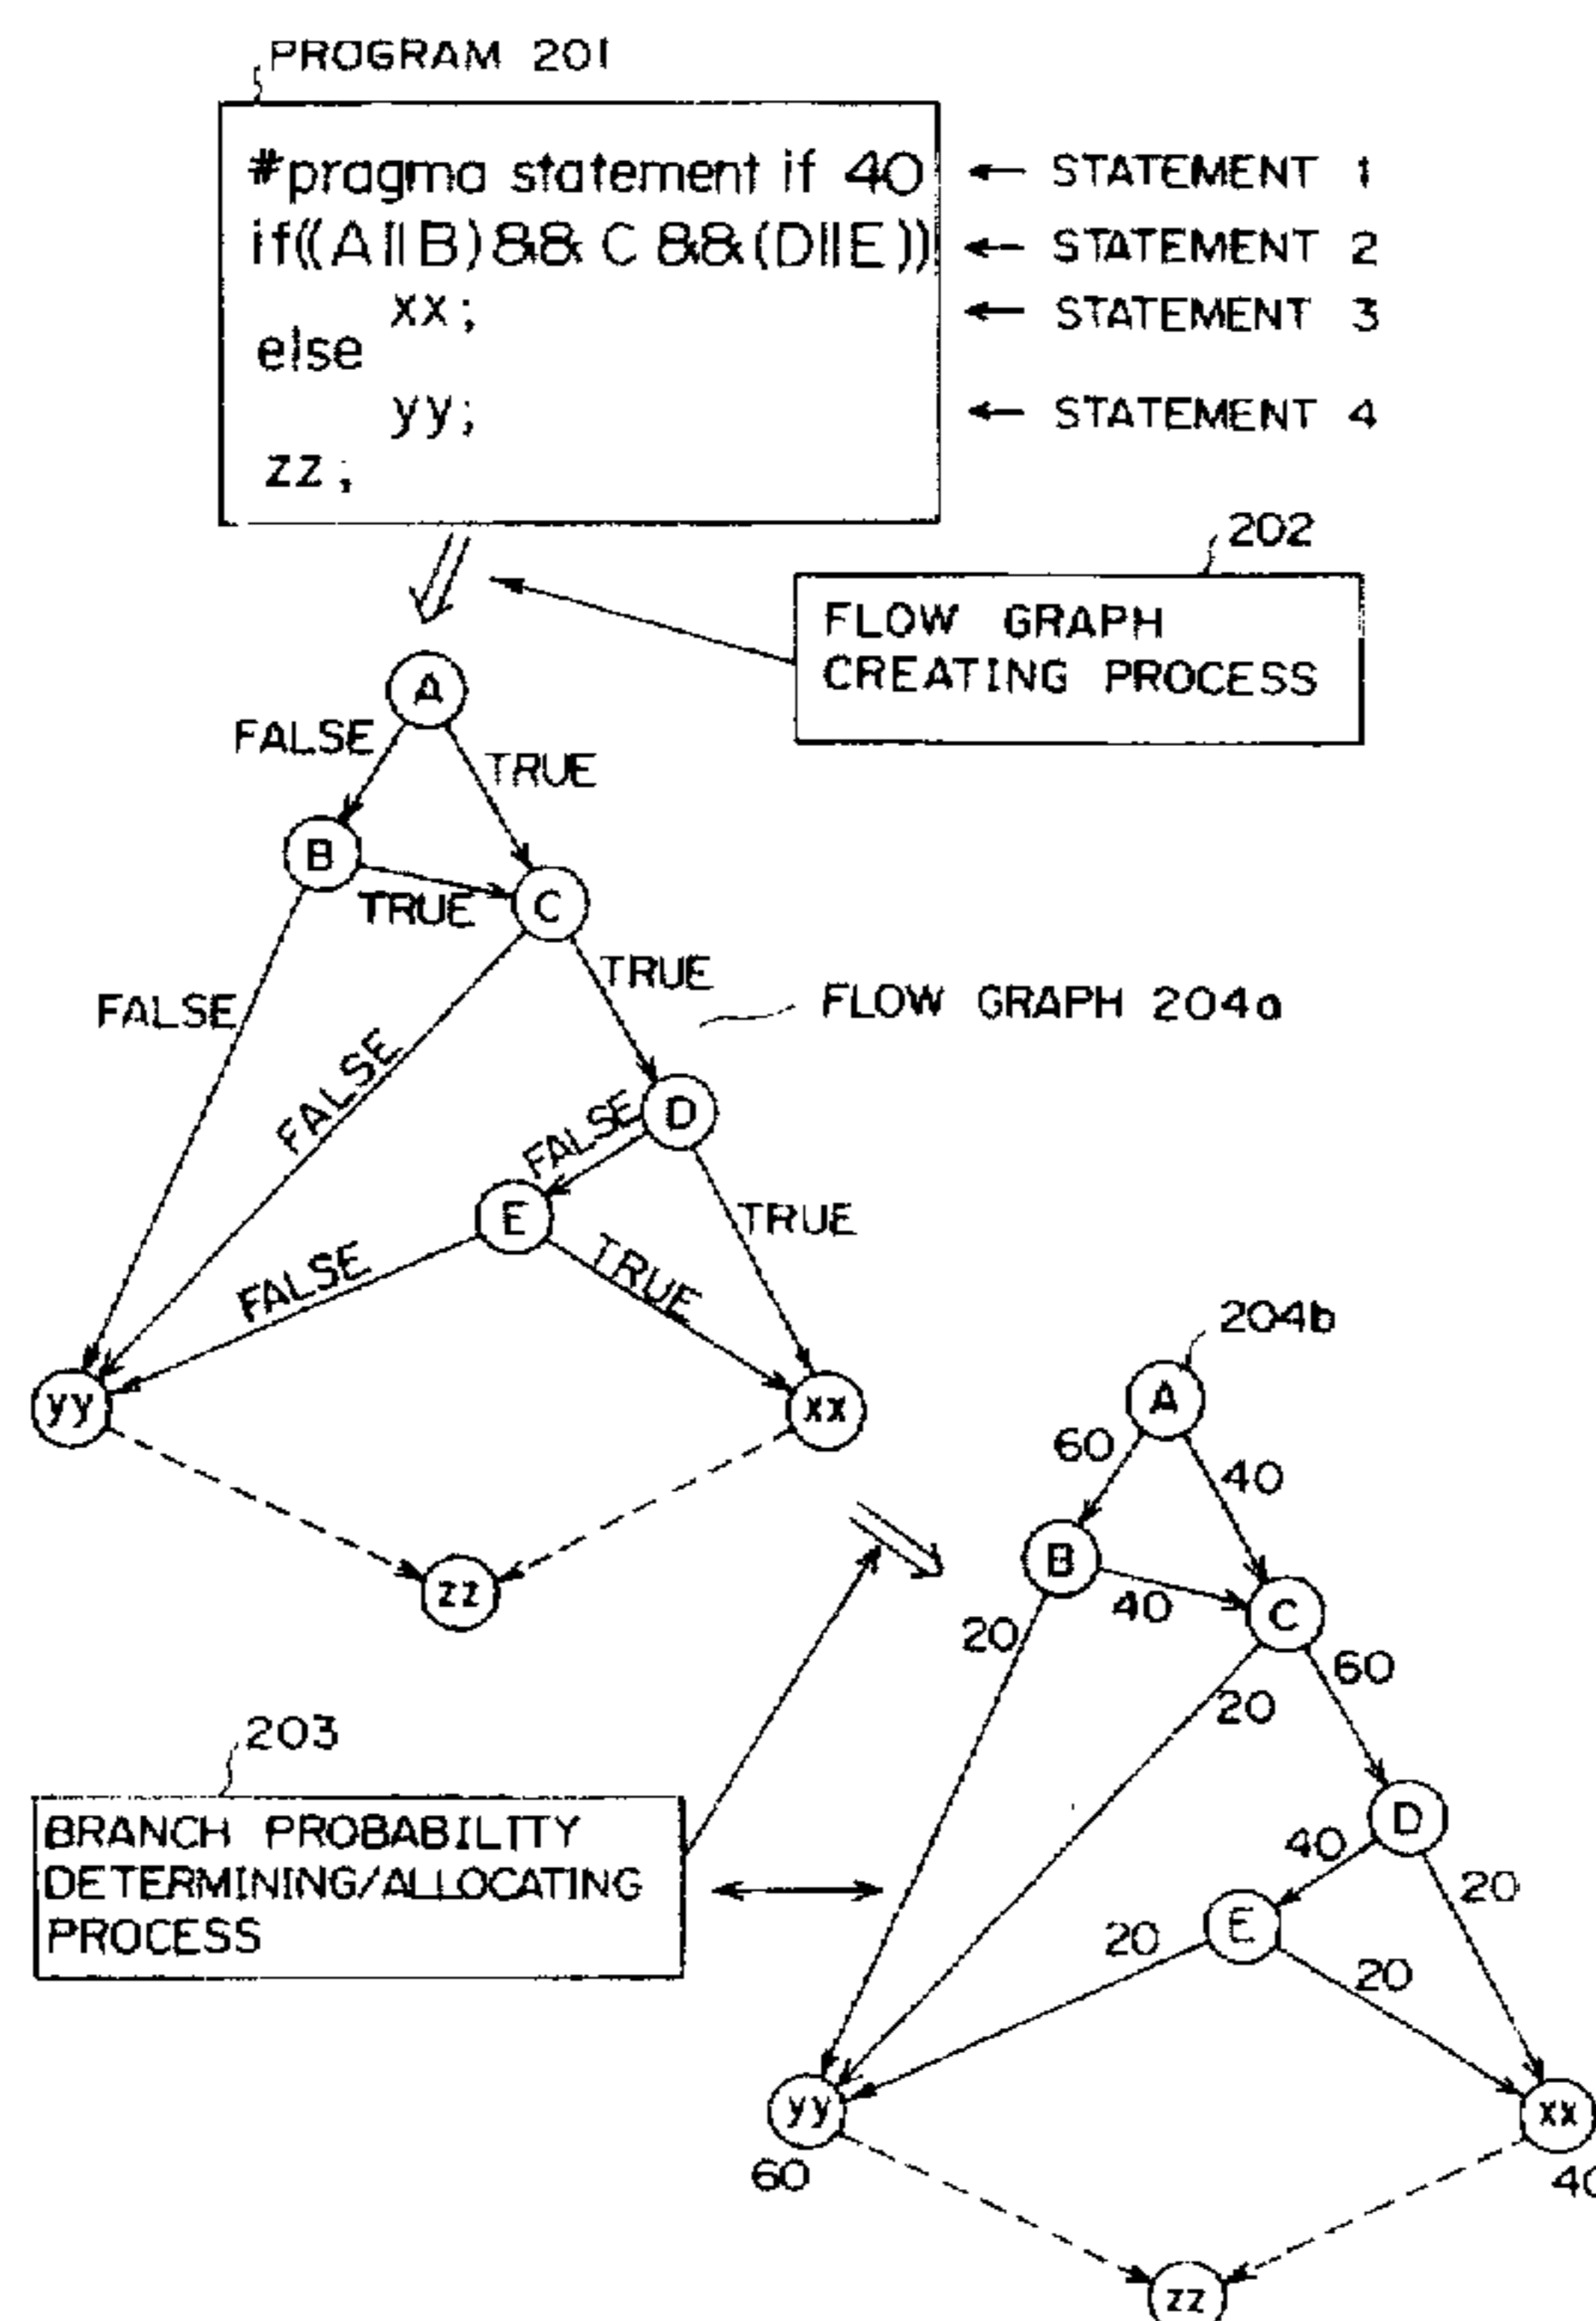 PROGRAM 201
#pragma statement if 40 ← STATEMENT 1
if((A||B)&& C &&(D||E)) ← STATEMENT 2
xx; ← STATEMENT 3
else
yy; ← STATEMENT 4
zz;
202
FLOW GRAPH
CREATING PROCESS
A
FALSE
TRUE
B
TRUE
C
TRUE
FALSE
FLOW GRAPH 204a
FALSE
D
FALSE
E
TRUE
FALSE
TRUE
yy
xx
zz
204b
A
60
40
B
40
C
20
60
20
203
BRANCH PROBABILITY
DETERMINING/ALLOCATING
PROCESS
D
40
20
E
20
20
yy
xx
60
40
zz